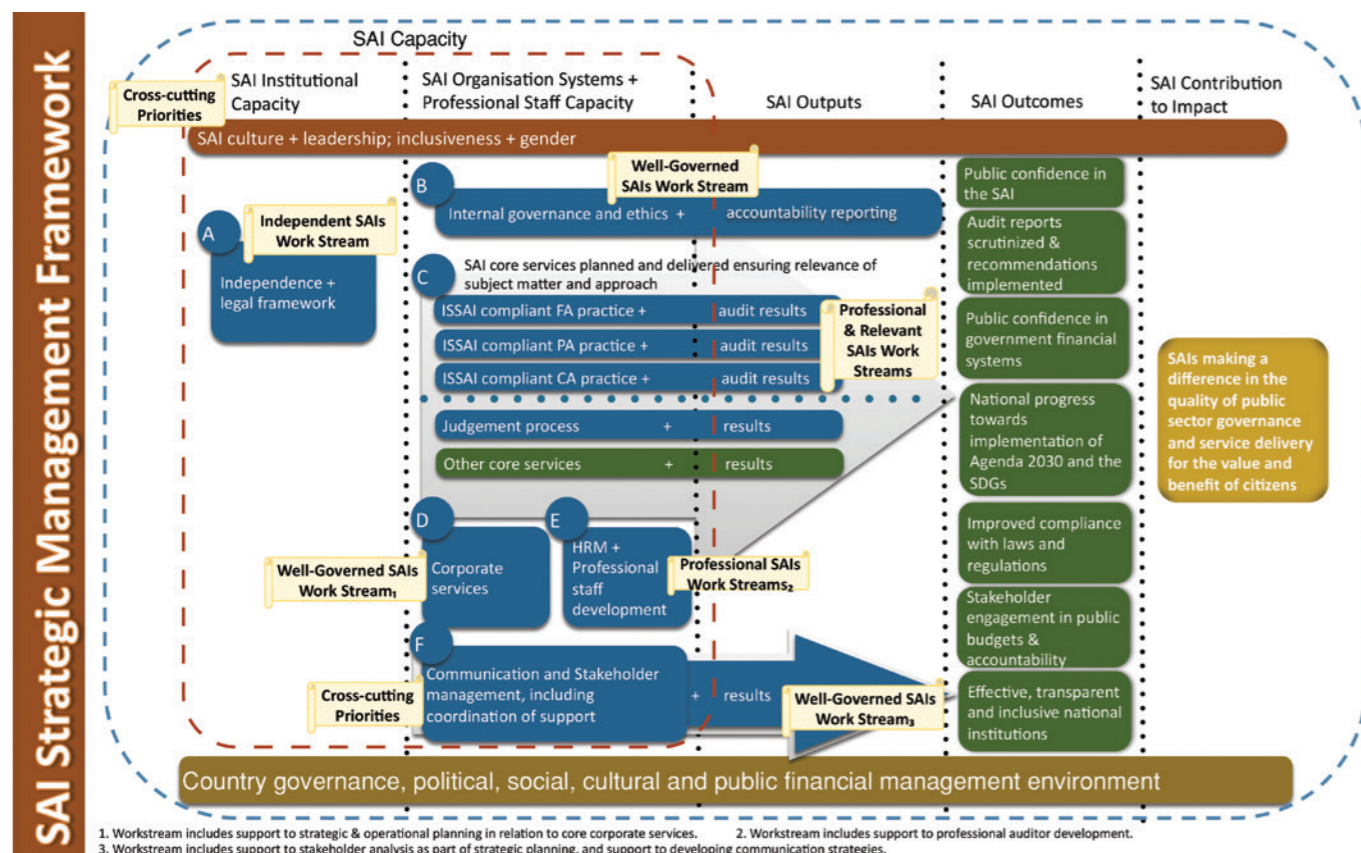 SAI Strategic Management Framework
SAI Capacity
Cross-cutting
Priorities
SAI Institutional
Capacity
SAI Organisation Systems +
Professional Staff Capacity
SAI Outputs
SAI Outcomes
SAI Contribution
to Impact
SAI culture + leadership; inclusiveness + gender
Well-Governed
SAIs Work Stream
B
Internal governance and ethics +
accountability reporting
Independent SAIs
Work Stream
A
Independence +
legal framework
C
SAI core services planned and delivered ensuring relevance of
subject matter and approach
ISSAI compliant FA practice +
audit results
ISSAI compliant PA practice +
audit results
ISSAI compliant CA practice +
audit results
Professional
& Relevant
SAIs Work
Streams
Judgement process +
results
Other core services +
results
D
Corporate
services
Well-Governed SAIs
Work Stream₁
E
HRM +
Professional
staff
development
Professional SAIs
Work Streams₂
F
Communication and Stakeholder
management, including
coordination of support
+ results
Cross-cutting
Priorities
Well-Governed SAIs
Work Stream₃
Public confidence in
the SAI
Audit reports
scrutinized &
recommendations
implemented
Public confidence in
government financial
systems
National progress
towards
implementation of
Agenda 2030 and the
SDGs
Improved compliance
with laws and
regulations
Stakeholder
engagement in public
budgets &
accountability
Effective, transparent
and inclusive national
institutions
SAIs making a
difference in the
quality of public
sector governance
and service delivery
for the value and
benefit of citizens
Country governance, political, social, cultural and public financial management environment
1. Workstream includes support to strategic & operational planning in relation to core corporate services. 2. Workstream includes support to professional auditor development.
3. Workstream includes support to stakeholder analysis as part of strategic planning, and support to developing communication strategies.